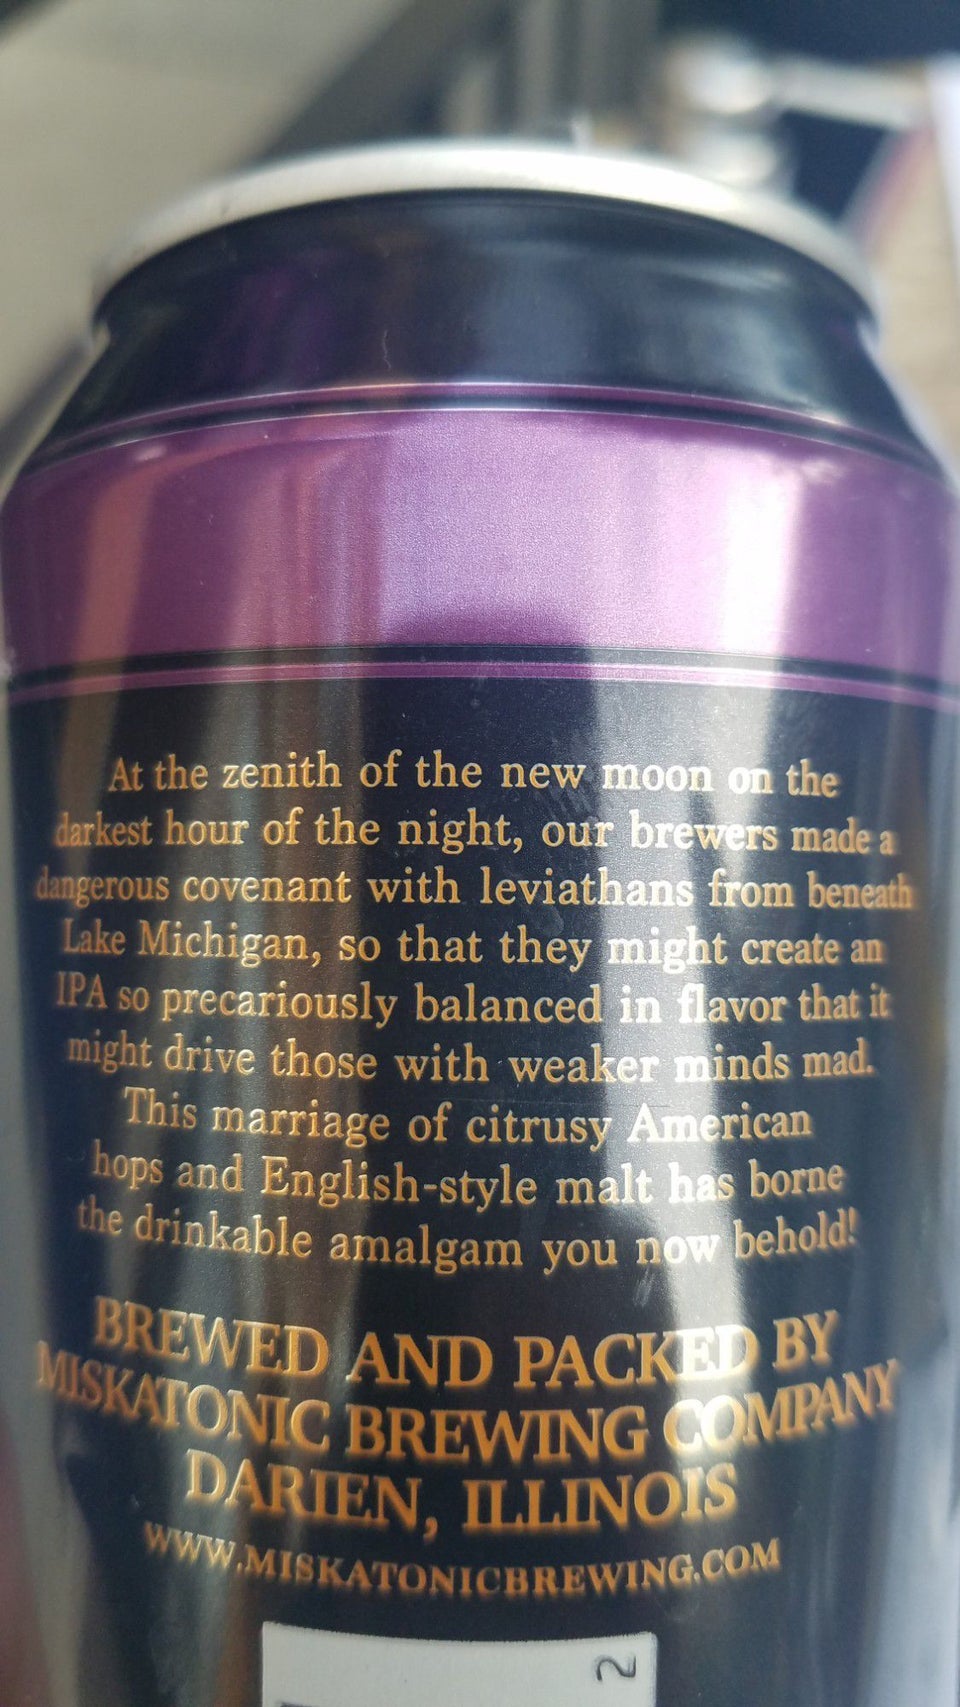 At the zenith of the new moon on the
darkest hour of the night, our brewers made a
dangerous covenant with leviathans from beneath
Lake Michigan, so that they might create an
IPA so precariously balanced in flavor that it
might drive those with weaker minds mad.
This marriage of citrusy American
hops and English-style malt has borne
the drinkable amalgam you now behold!
BREWED AND PACKED BY
MISKATONIC BREWING COMPANY
DARIEN, ILLINOIS
WWW.MISKATONICBREWING.COM
2